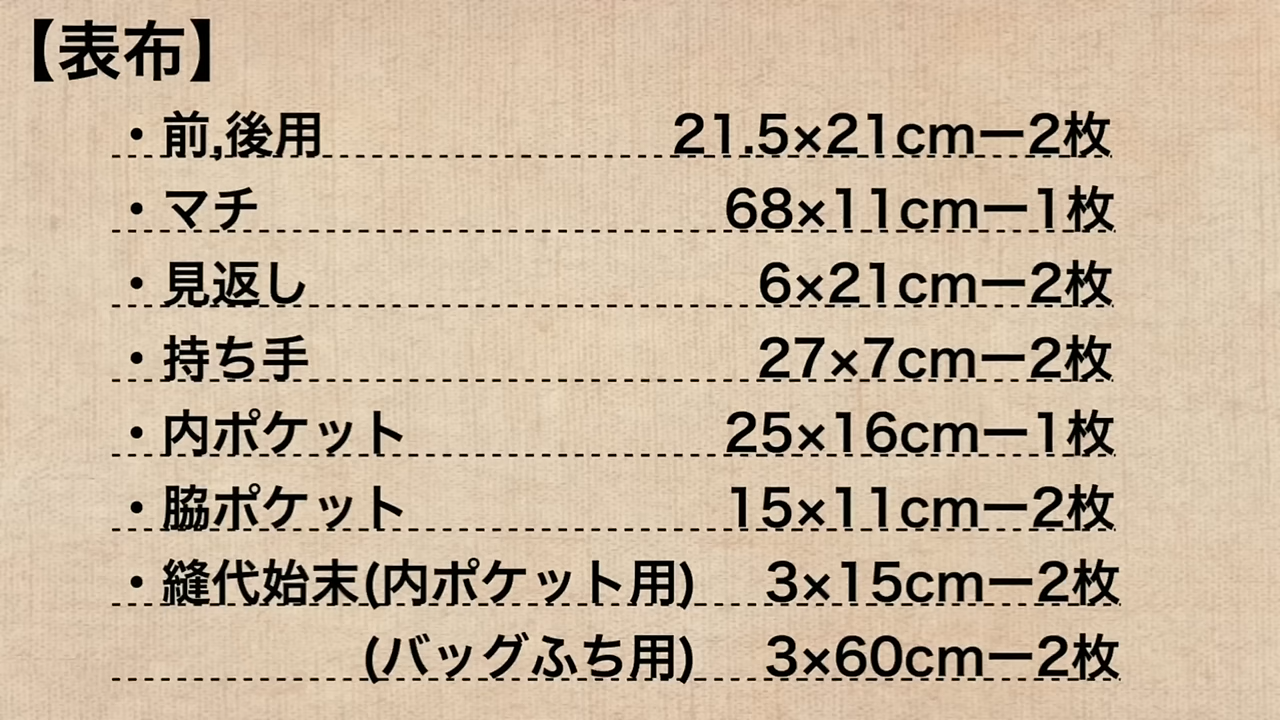 【表布】
・前,後用 21.5×21cmー2枚
・マチ 68×11cmー1枚
・見返し 6×21cmー2枚
・持ち手 27×7cmー2枚
・内ポケット 25×16cmー1枚
・脇ポケット 15×11cmー2枚
・縫代始末(内ポケット用) 3×15cmー2枚
(バッグふち用) 3×60cmー2枚